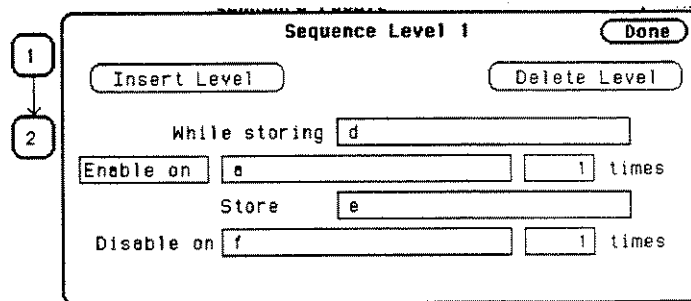 Sequence Level 1 Done
1
Insert Level Delete Level
2
While storing d
Enable on a 1 times
Store e
Disable on f 1 times